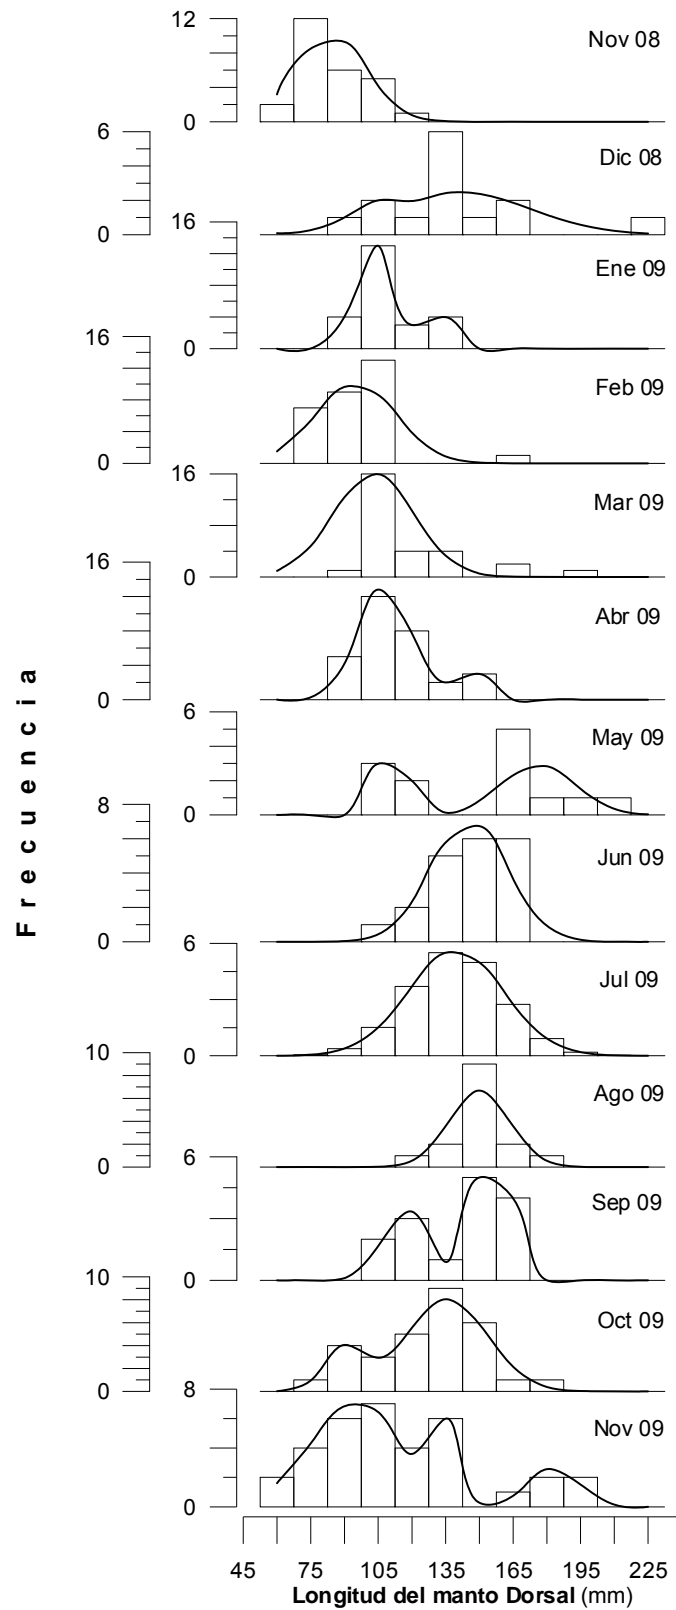 12
Nov 08
0
6
Dic 08
0
16
Ene 09
0
16
Feb 09
0
16
Mar 09
0
16
Abr 09
0
6
May 09
0
8
Jun 09
0
6
Jul 09
0
10
Ago 09
0
6
Sep 09
0
10
Oct 09
0
8
Nov 09
0
Frecuencia
45 75 105 135 165 195 225
Longitud del manto Dorsal (mm)